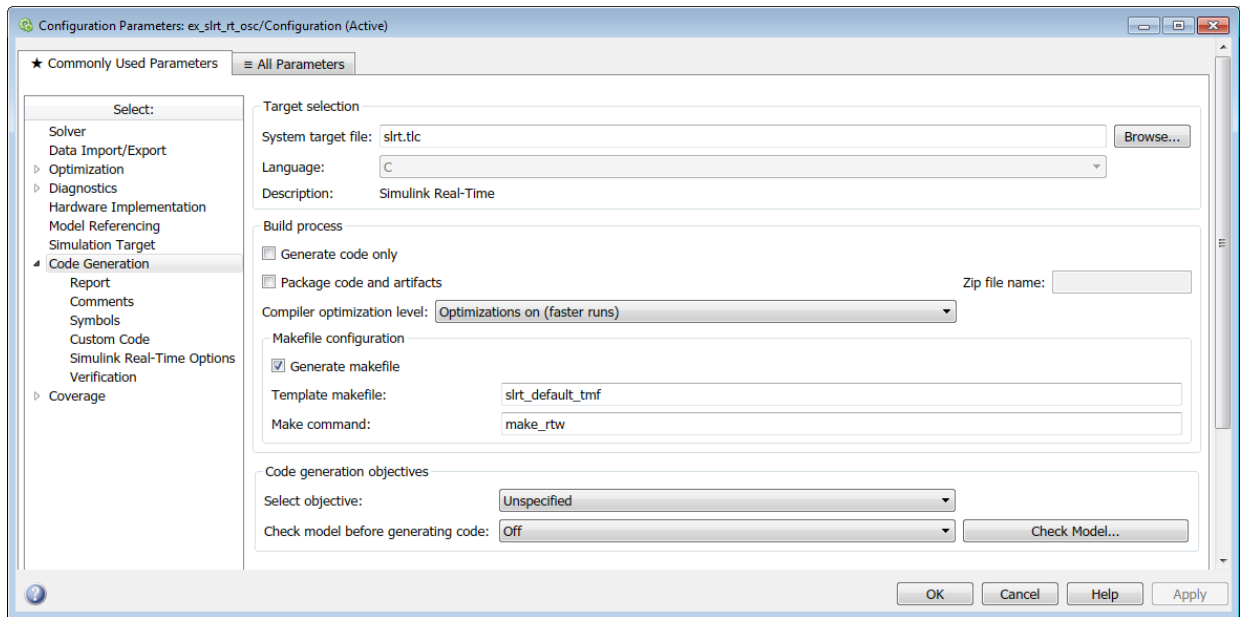 Configuration Parameters: ex_slrt_rt_osc/Configuration (Active)
★ Commonly Used Parameters
≡ All Parameters
Select:
Solver
Data Import/Export
Optimization
Diagnostics
Hardware Implementation
Model Referencing
Simulation Target
Code Generation
Report
Comments
Symbols
Custom Code
Simulink Real-Time Options
Verification
Coverage
Target selection
System target file: slrt.tlc Browse...
Language: C
Description: Simulink Real-Time
Build process
Generate code only
Package code and artifacts Zip file name:
Compiler optimization level: Optimizations on (faster runs)
Makefile configuration
Generate makefile
Template makefile: slrt_default_tmf
Make command: make_rtw
Code generation objectives
Select objective: Unspecified
Check model before generating code: Off Check Model...
OK Cancel Help Apply